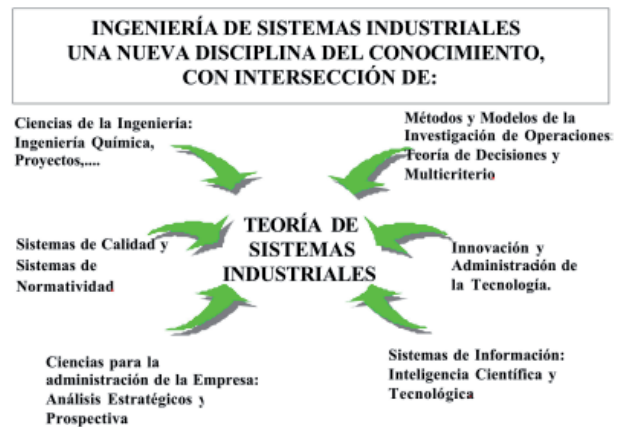 INGENIERÍA DE SISTEMAS INDUSTRIALES
UNA NUEVA DISCIPLINA DEL CONOCIMIENTO,
CON INTERSECCIÓN DE:
Ciencias de la Ingeniería:
Ingeniería Química,
Proyectos,....
Métodos y Modelos de la
Investigación de Operaciones:
Teoría de Decisiones y
Multicriterio
TEORÍA DE
SISTEMAS
INDUSTRIALES
Sistemas de Calidad y
Sistemas de
Normatividad
Innovación y
Administración de
la Tecnología.
Ciencias para la
administración de la Empresa:
Análisis Estratégicos y
Prospectiva
Sistemas de Información:
Inteligencia Científica y
Tecnológica